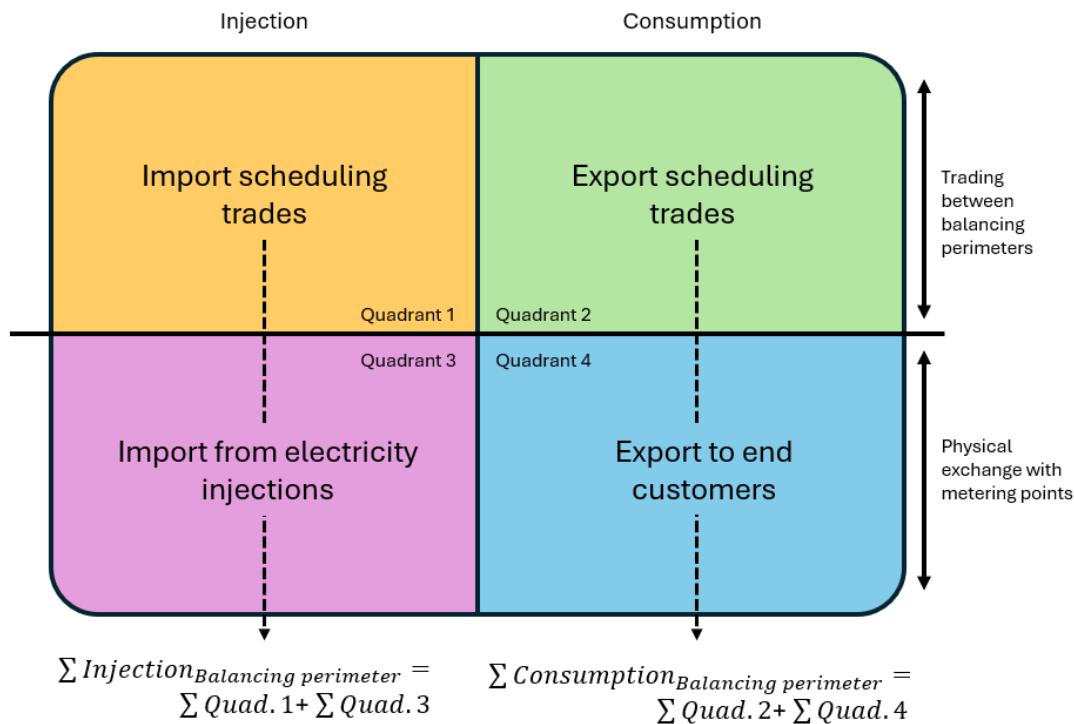 Injection
Consumption
Import scheduling
trades
Export scheduling
trades
Trading
between
balancing
perimeters
Quadrant 1
Quadrant 2
Quadrant 3
Quadrant 4
Import from electricity
injections
Export to end
customers
Physical
exchange with
metering points
∑ Injection_Balancing perimeter =
∑ Quad. 1+ ∑ Quad. 3
∑ Consumption_Balancing perimeter =
∑ Quad. 2+ ∑ Quad. 4